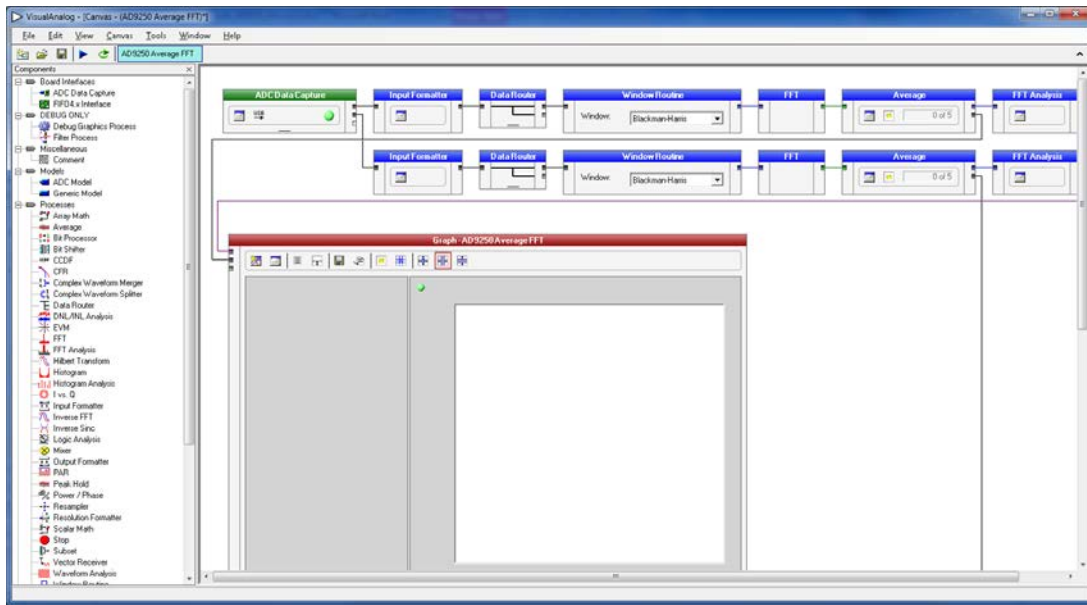 VisualAnalog - [Canvas - (AD9250 Average FFT)*]
File Edit View Canvas Tools Window Help
AD9250 Average FFT
Components
Board Interfaces
ADC Data Capture
FIFO4.x Interface
DEBUG ONLY
Debug Graphics Process
Filter Process
Miscellaneous
Comment
Models
ADC Model
Generic Model
Processes
Array Math
Average
Bit Processor
Bit Shifter
CCDF
CFR
Complex Waveform Merger
Complex Waveform Splitter
Data Router
DNL/INL Analysis
EVM
FFT
FFT Analysis
Hilbert Transform
Histogram
Histogram Analysis
I vs. Q
Input Formatter
Inverse FFT
Inverse Sinc
Logic Analysis
Mixer
Output Formatter
PAR
Peak Hold
Power / Phase
Resampler
Resolution Formatter
Scalar Math
Stop
Subset
Vector Receiver
Waveform Analysis
Window Routine
ADC Data Capture Input Formatter Data Router Window Routine FFT Average FFT Analysis
USB Window: Blackman-Harris 0 of 5
Input Formatter Data Router Window Routine FFT Average FFT Analysis
Window: Blackman-Harris 0 of 5
Graph - AD9250 Average FFT